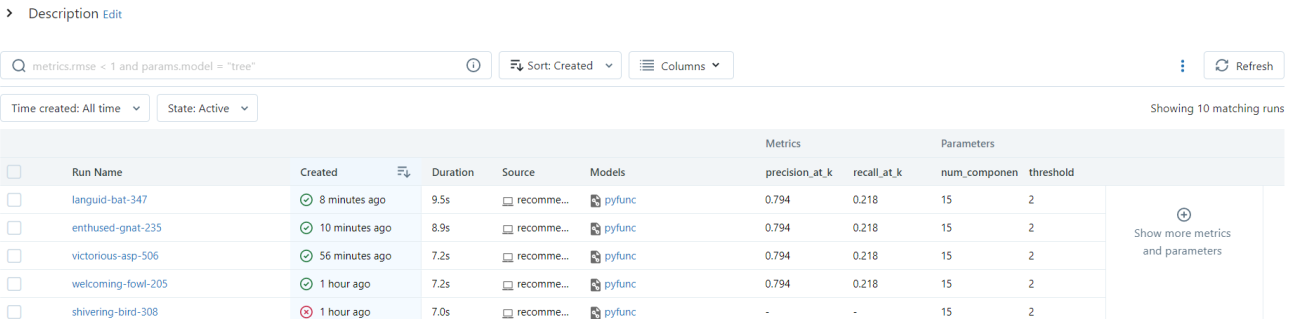 Description Edit
metrics.rmse < 1 and params.model = "tree"
Sort: Created
Columns
Refresh
Time created: All time
State: Active
Showing 10 matching runs
Metrics Parameters
Run Name Created Duration Source Models precision_at_k recall_at_k num_componen threshold
languid-bat-347 8 minutes ago 9.5s recomme... pyfunc 0.794 0.218 15 2
enthused-gnat-235 10 minutes ago 8.9s recomme... pyfunc 0.794 0.218 15 2
victorious-asp-506 56 minutes ago 7.2s recomme... pyfunc 0.794 0.218 15 2
welcoming-fowl-205 1 hour ago 7.2s recomme... pyfunc 0.794 0.218 15 2
shivering-bird-308 1 hour ago 7.0s recomme... pyfunc - - 15 2
Show more metrics
and parameters